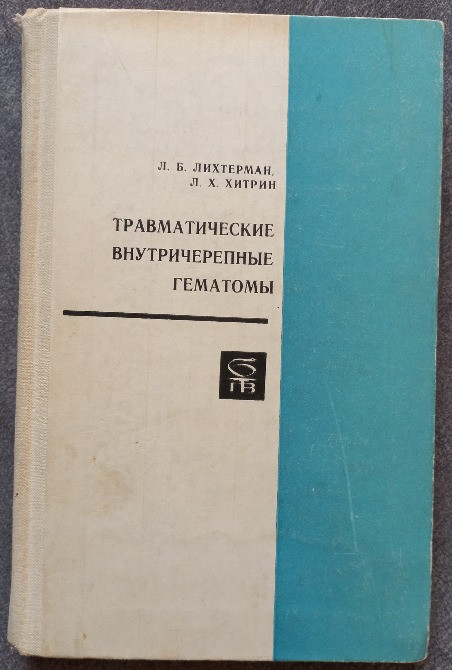 Л. Б. ЛИХТЕРМАН,
Л. Х. ХИТРИН
ТРАВМАТИЧЕСКИЕ
ВНУТРИЧЕРЕПНЫЕ
ГЕМАТОМЫ